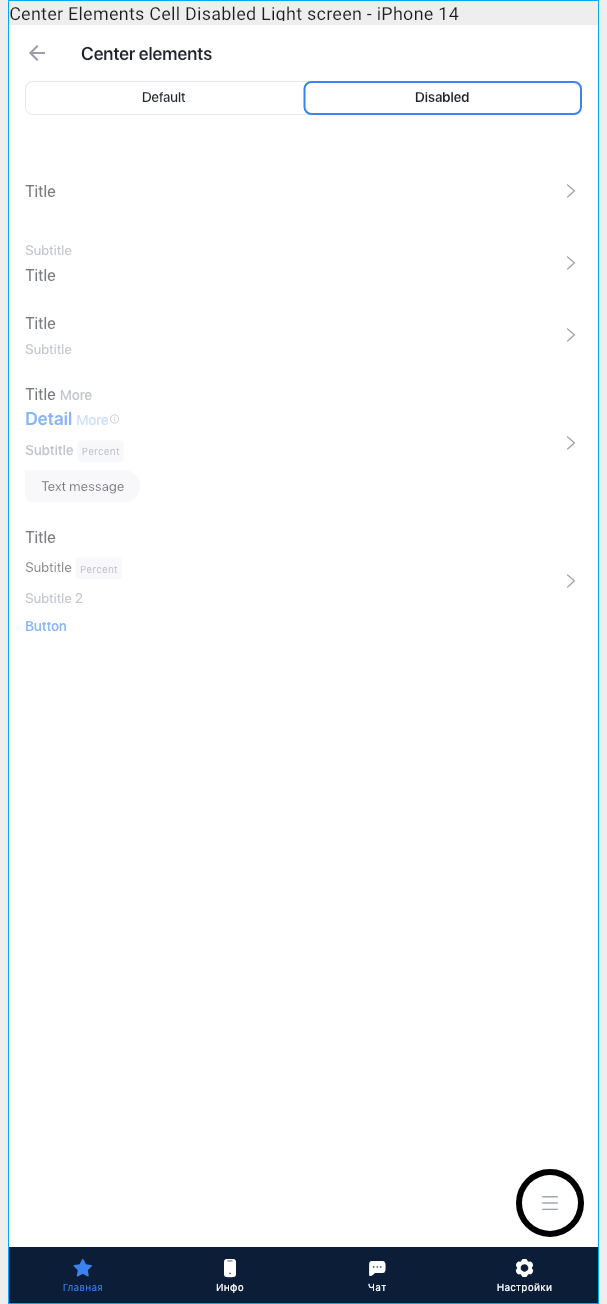 Center Elements Cell Disabled Light screen - iPhone 14
Center elements
Default Disabled
Title
Subtitle
Title
Title
Subtitle
Title More
Detail More
Subtitle Percent
Text message
Title
Subtitle Percent
Subtitle 2
Button
Главная Инфо Чат Настройки